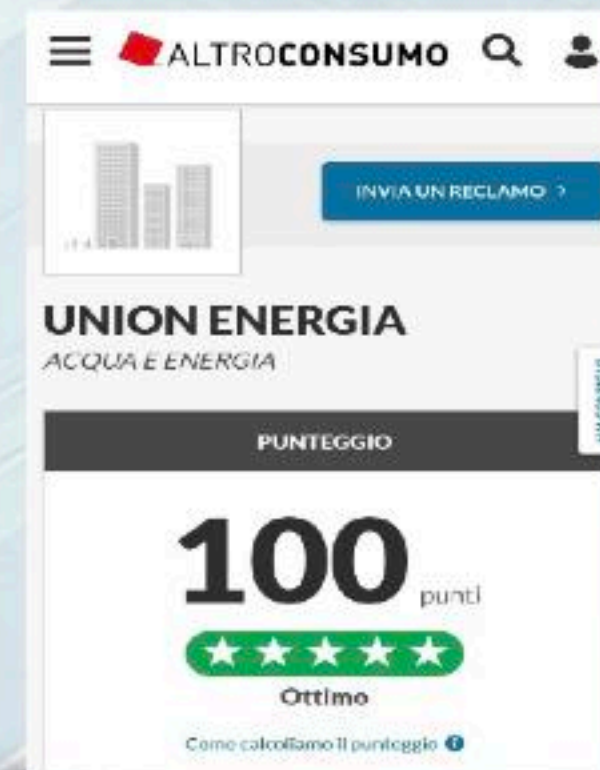 ALTROCONSUMO
INVIA UN RECLAMO >
UNION ENERGIA
ACQUA E ENERGIA
PUNTEGGIO
100 punti
Ottimo
Come calcoliamo il punteggio